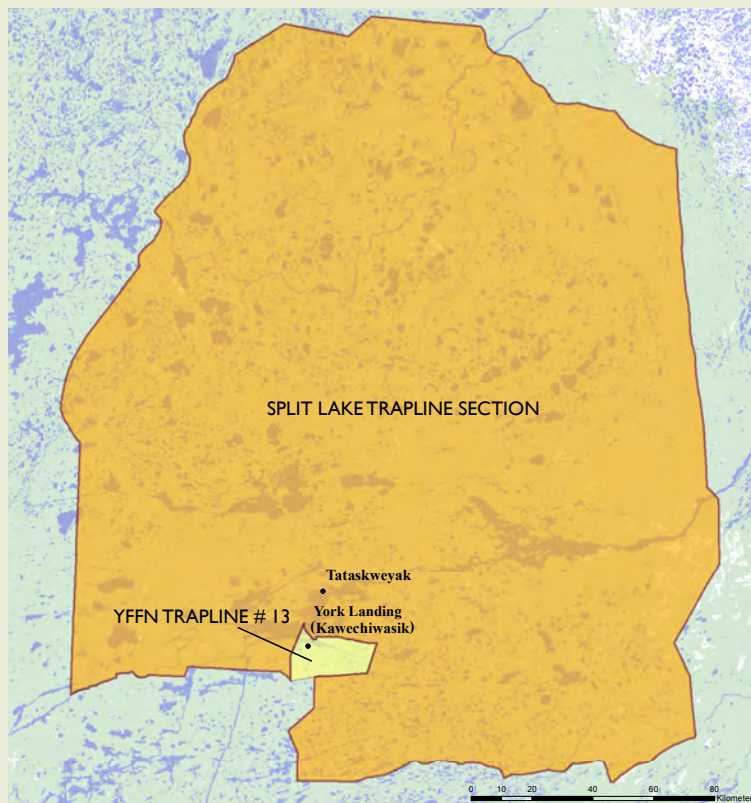 SPLIT LAKE TRAPLINE SECTION
Tataskweyak
YFFN TRAPLINE # 13
York Landing
(Kawechiwasik)
0 10 20 40 60 80
Kilometers